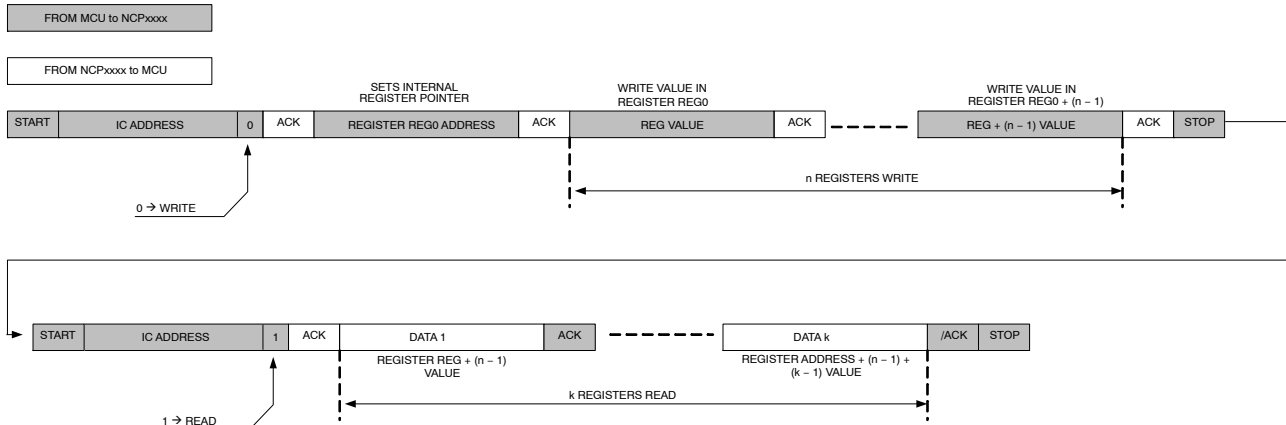 FROM MCU to NCPxxxx
FROM NCPxxxx to MCU
SETS INTERNAL
REGISTER POINTER
WRITE VALUE IN
REGISTER REG0
WRITE VALUE IN
REGISTER REG0 + (n − 1)
START IC ADDRESS 0 ACK REGISTER REG0 ADDRESS ACK REG VALUE ACK REG + (n − 1) VALUE ACK STOP
n REGISTERS WRITE
0 → WRITE
START IC ADDRESS 1 ACK DATA 1 ACK DATA k /ACK STOP
REGISTER REG + (n − 1)
VALUE
REGISTER ADDRESS + (n − 1) +
(k − 1) VALUE
k REGISTERS READ
1 → READ